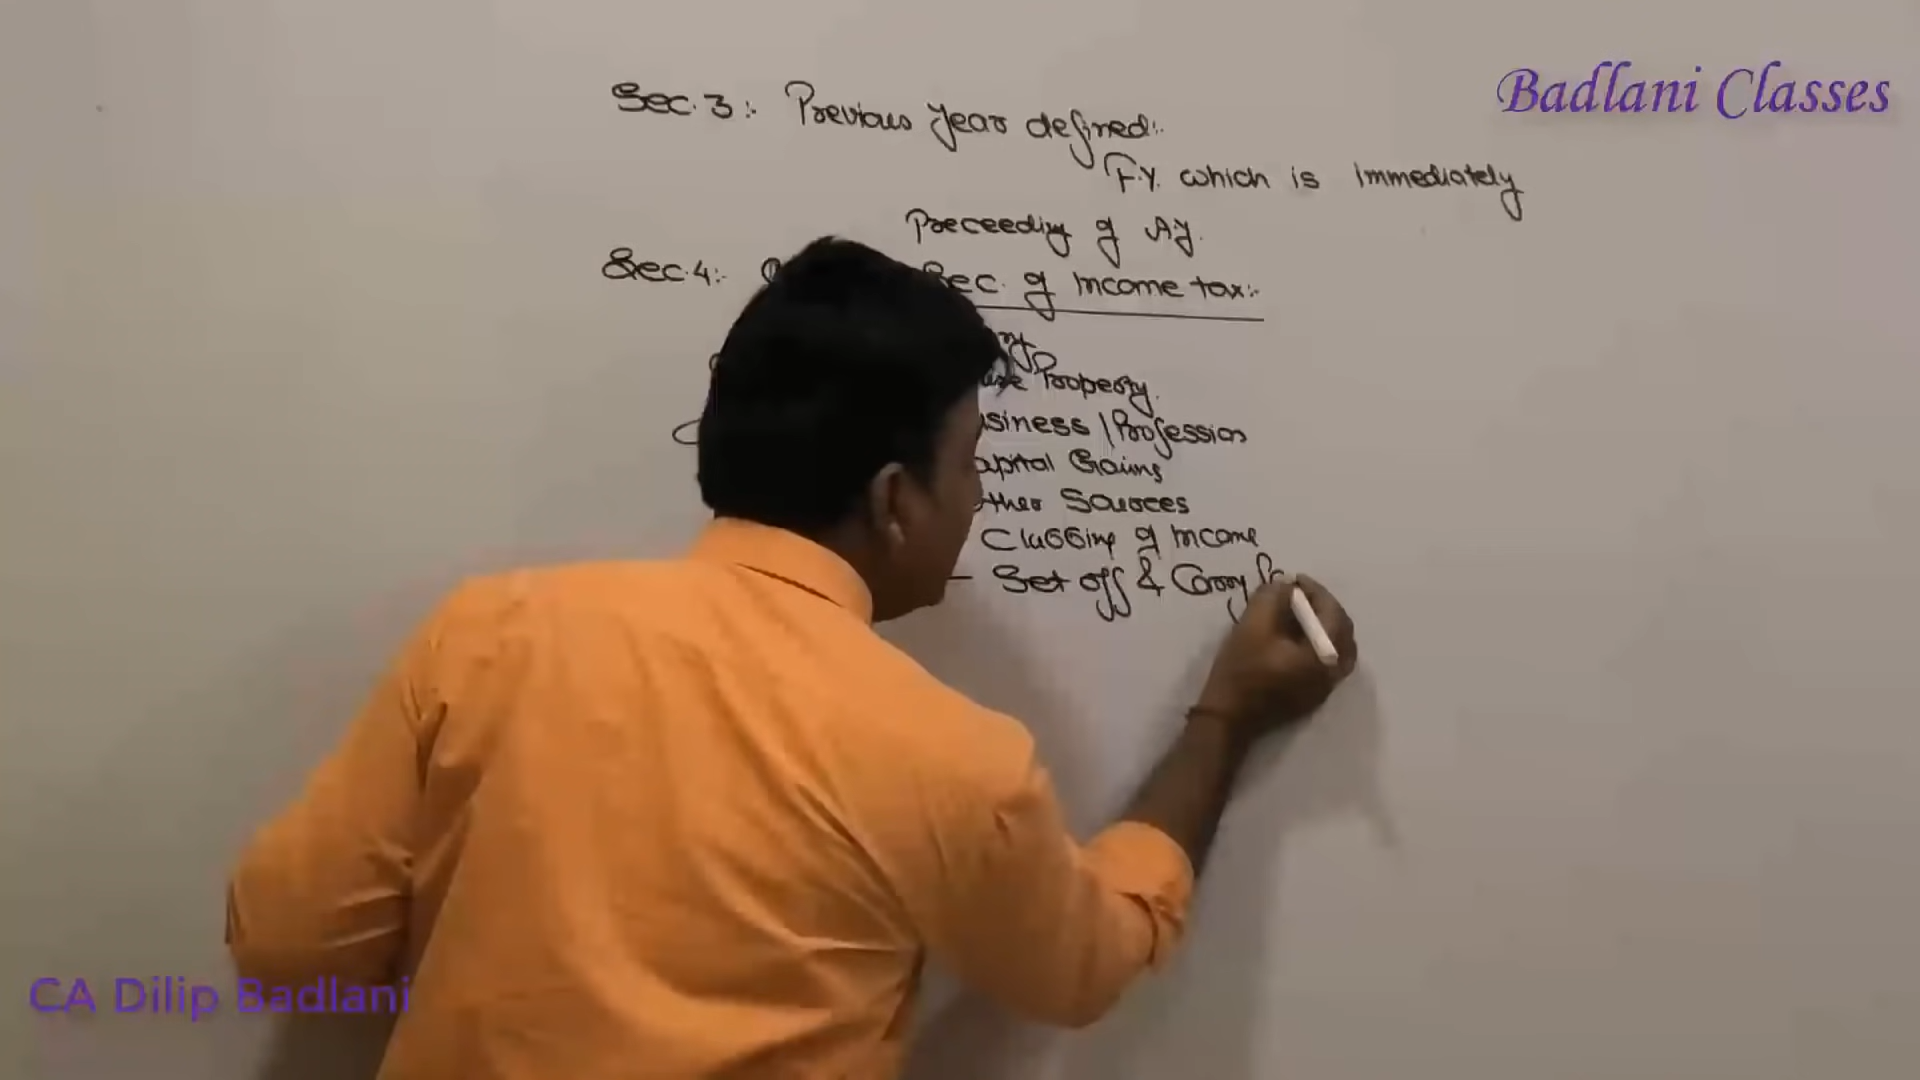 Badlani Classes
Sec.3:- Previous Year defined:-
F.Y. which is immediately
Preceeding of A.Y.
Sec.4:- Sec. of Income tax:-
Property.
Business / Profession
Capital Gains
Other Sources
Clubbing of Income
- Set off & Carry
CA Dilip Badlani